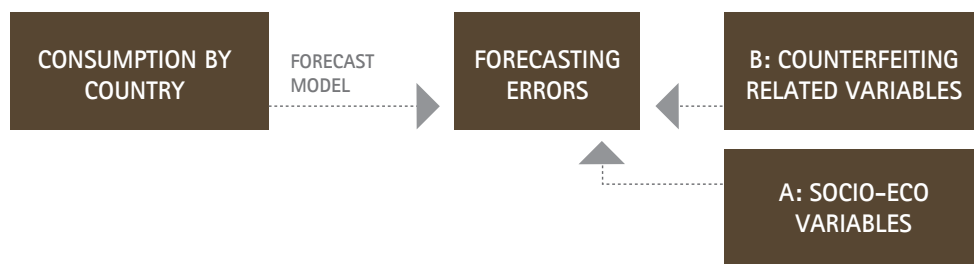 CONSUMPTION BY
COUNTRY
FORECAST
MODEL
FORECASTING
ERRORS
B: COUNTERFEITING
RELATED VARIABLES
A: SOCIO-ECO
VARIABLES